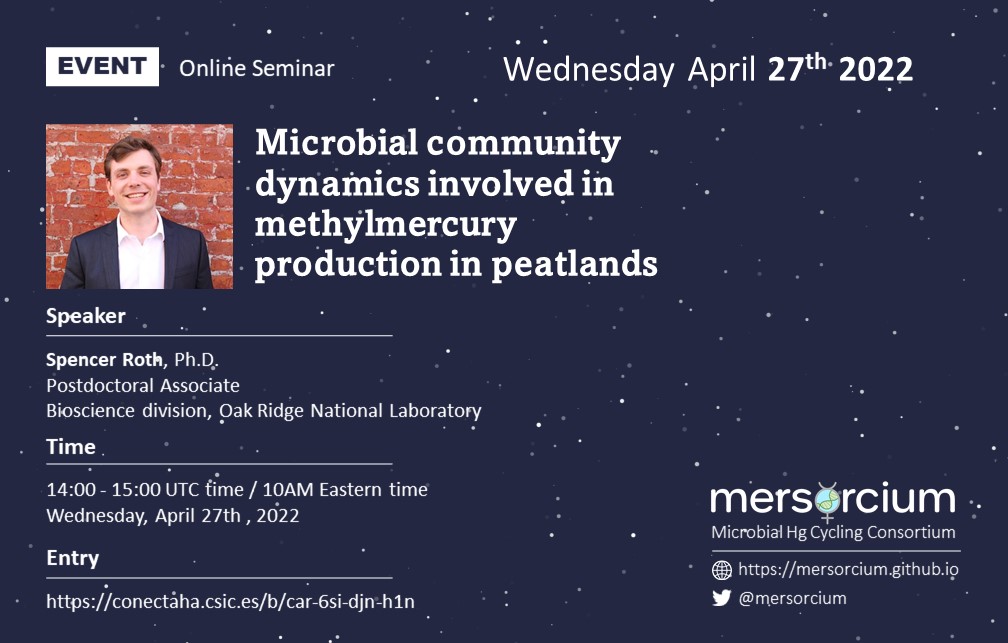 EVENT Online Seminar
Wednesday April 27th 2022
Microbial community
dynamics involved in
methylmercury
production in peatlands
Speaker
Spencer Roth, Ph.D.
Postdoctoral Associate
Bioscience division, Oak Ridge National Laboratory
Time
14:00 - 15:00 UTC time / 10AM Eastern time
Wednesday, April 27th , 2022
Entry
https://conectaha.csic.es/b/car-6si-djn-h1n
mersorcium
Microbial Hg Cycling Consortium
https://mersorcium.github.io
@mersorcium